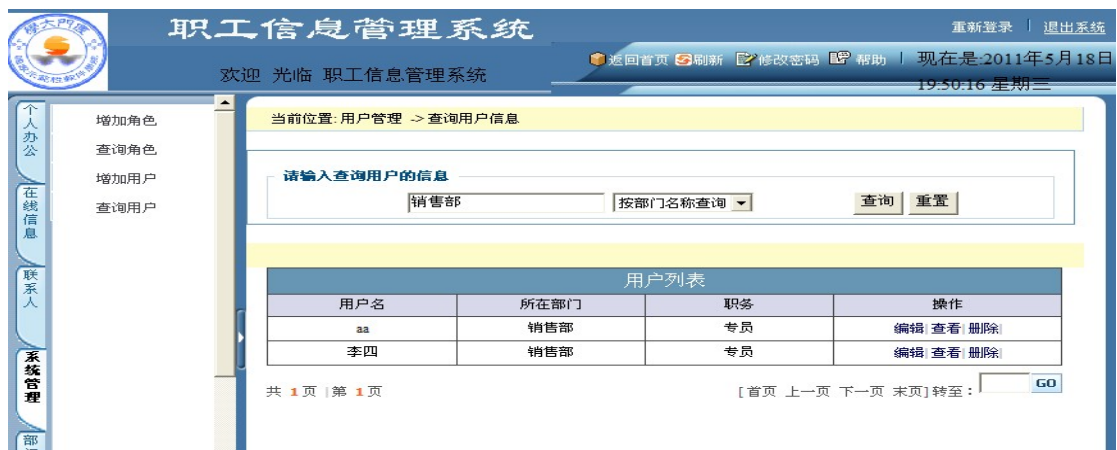 职工信息管理系统
重新登录 | 退出系统
欢迎 光临 职工信息管理系统
返回首页 刷新 修改密码 帮助 | 现在是:2011年5月18日
19:50:16 星期三
个人办公
在线信息
联系人
系统管理
部
增加角色
查询角色
增加用户
查询用户
当前位置:用户管理 ->查询用户信息
请输入查询用户的信息
销售部 按部门名称查询 查询 重置
用户列表
用户名 所在部门 职务 操作
aa 销售部 专员 编辑| 查看| 删除|
李四 销售部 专员 编辑| 查看| 删除|
共 1页 |第 1页 [首页 上一页 下一页 末页]转至: GO